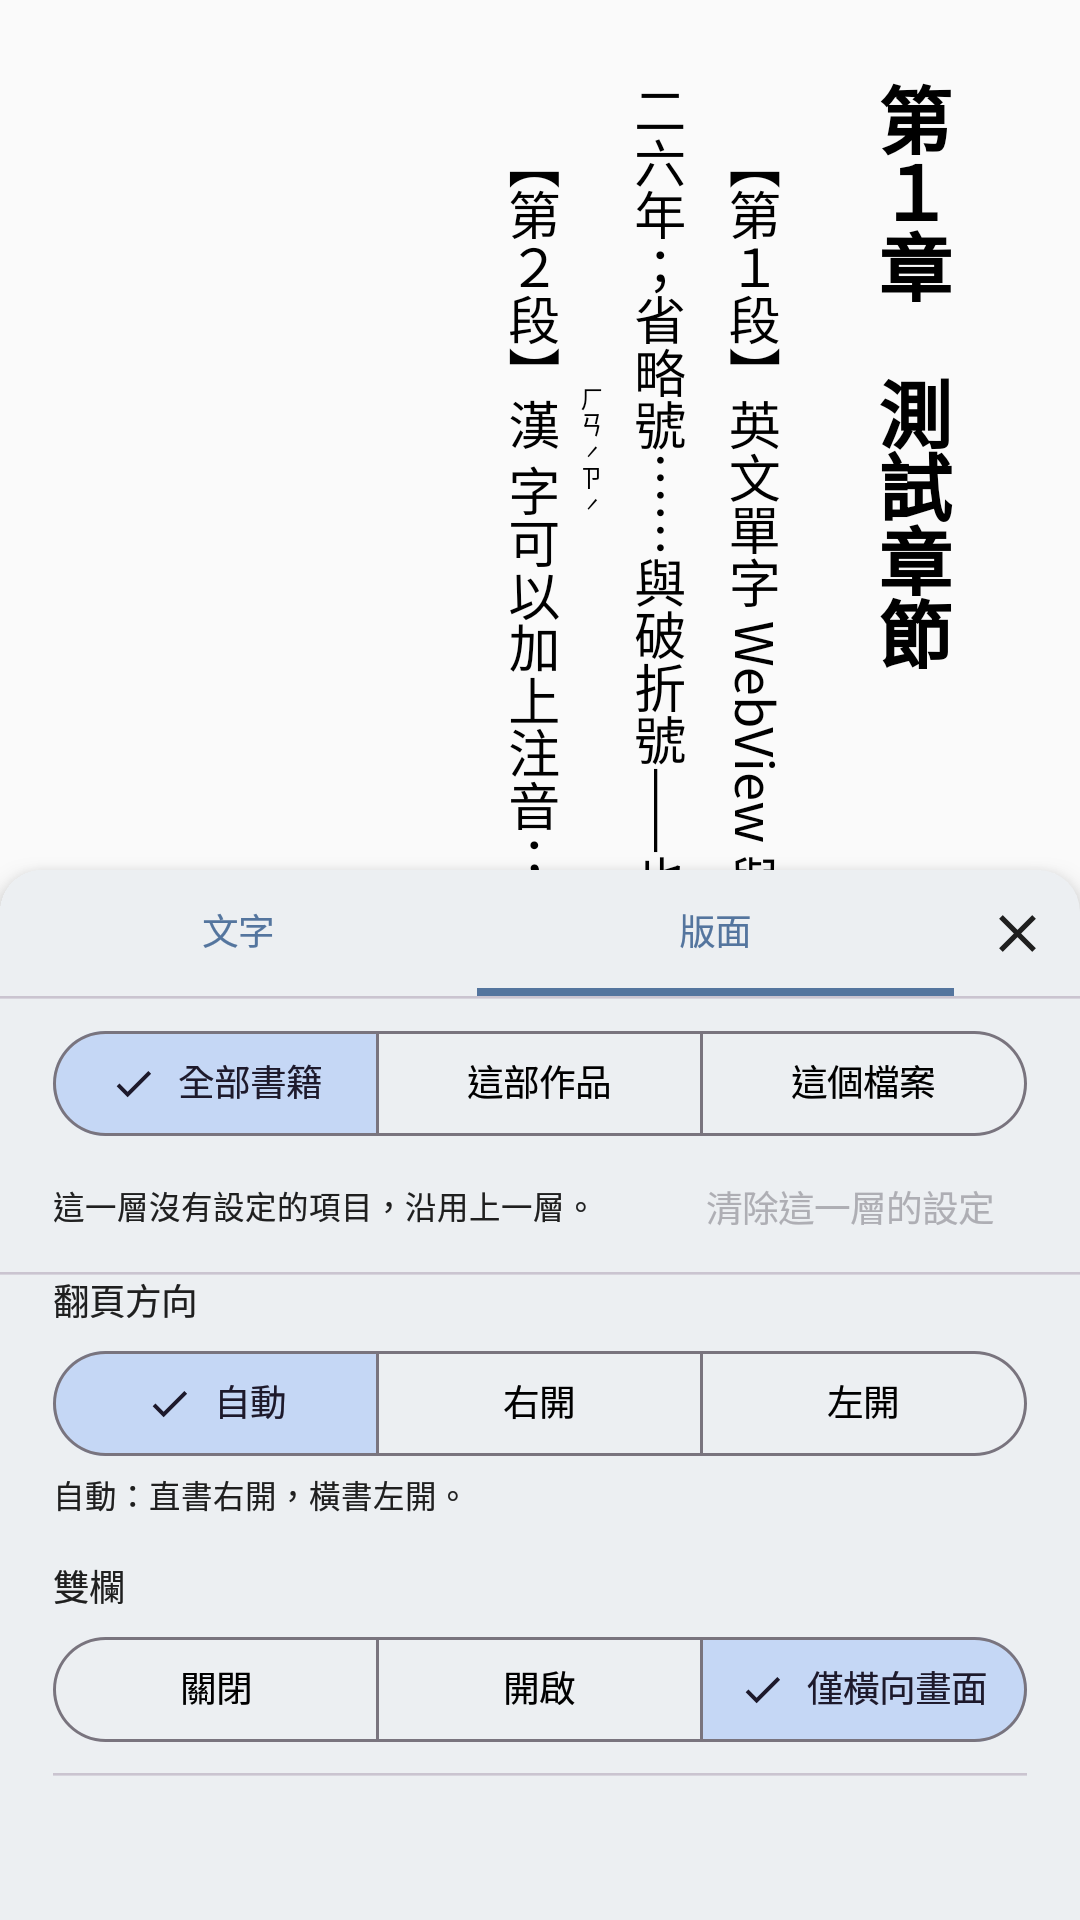 第１章　測試章節
【第１段】英文單字 WebView 與
二六年；省略號……與破折號——也
【第２段】漢字可以加上注音：
ㄏㄢˊㄗˊ
文字
版面
全部書籍
這部作品
這個檔案
這一層沒有設定的項目，沿用上一層。
清除這一層的設定
翻頁方向
自動
右開
左開
自動：直書右開，橫書左開。
雙欄
關閉
開啟
僅橫向畫面